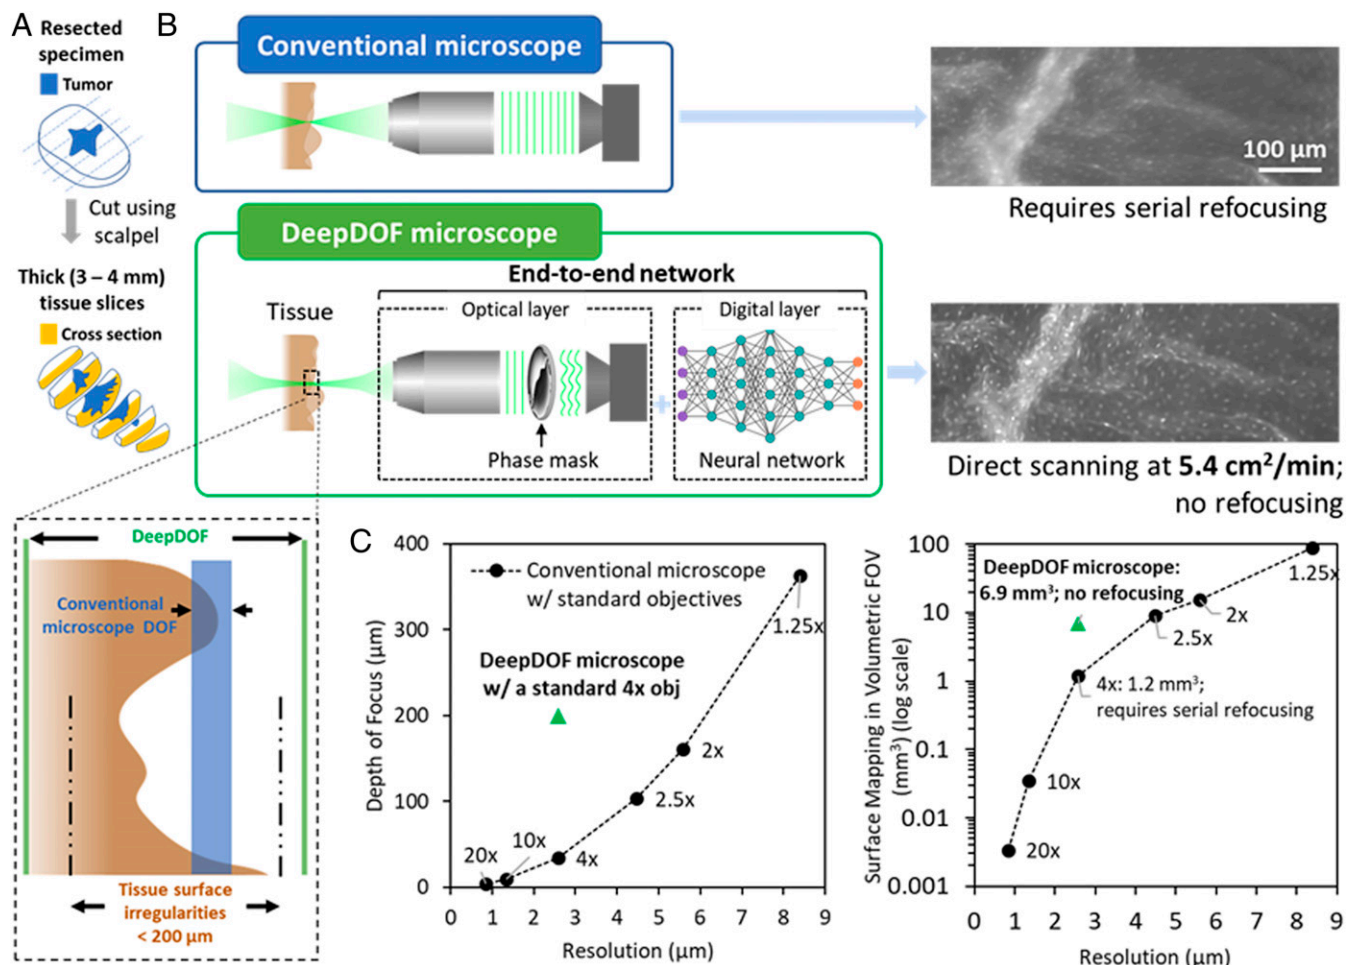 A
Resected
specimen
Tumor
Cut using
scalpel
Thick (3 – 4 mm)
tissue slices
Cross section
B
Conventional microscope
100 µm
Requires serial refocusing
DeepDOF microscope
End-to-end network
Tissue
Optical layer
Digital layer
+
Phase mask
Neural network
Direct scanning at 5.4 cm²/min;
no refocusing
DeepDOF
Conventional
microscope DOF
Tissue surface
irregularities
< 200 µm
C
400
300
200
100
0
Depth of Focus (µm)
Conventional microscope
w/ standard objectives
1.25x
DeepDOF microscope
w/ a standard 4x obj
2x
2.5x
20x
10x
4x
0 1 2 3 4 5 6 7 8 9
Resolution (µm)
Surface Mapping in Volumetric FOV
(mm³) (log scale)
100
10
1
0.1
0.01
0.001
DeepDOF microscope:
6.9 mm³; no refocusing
1.25x
2x
2.5x
4x: 1.2 mm³;
requires serial refocusing
10x
20x
0 1 2 3 4 5 6 7 8 9
Resolution (µm)